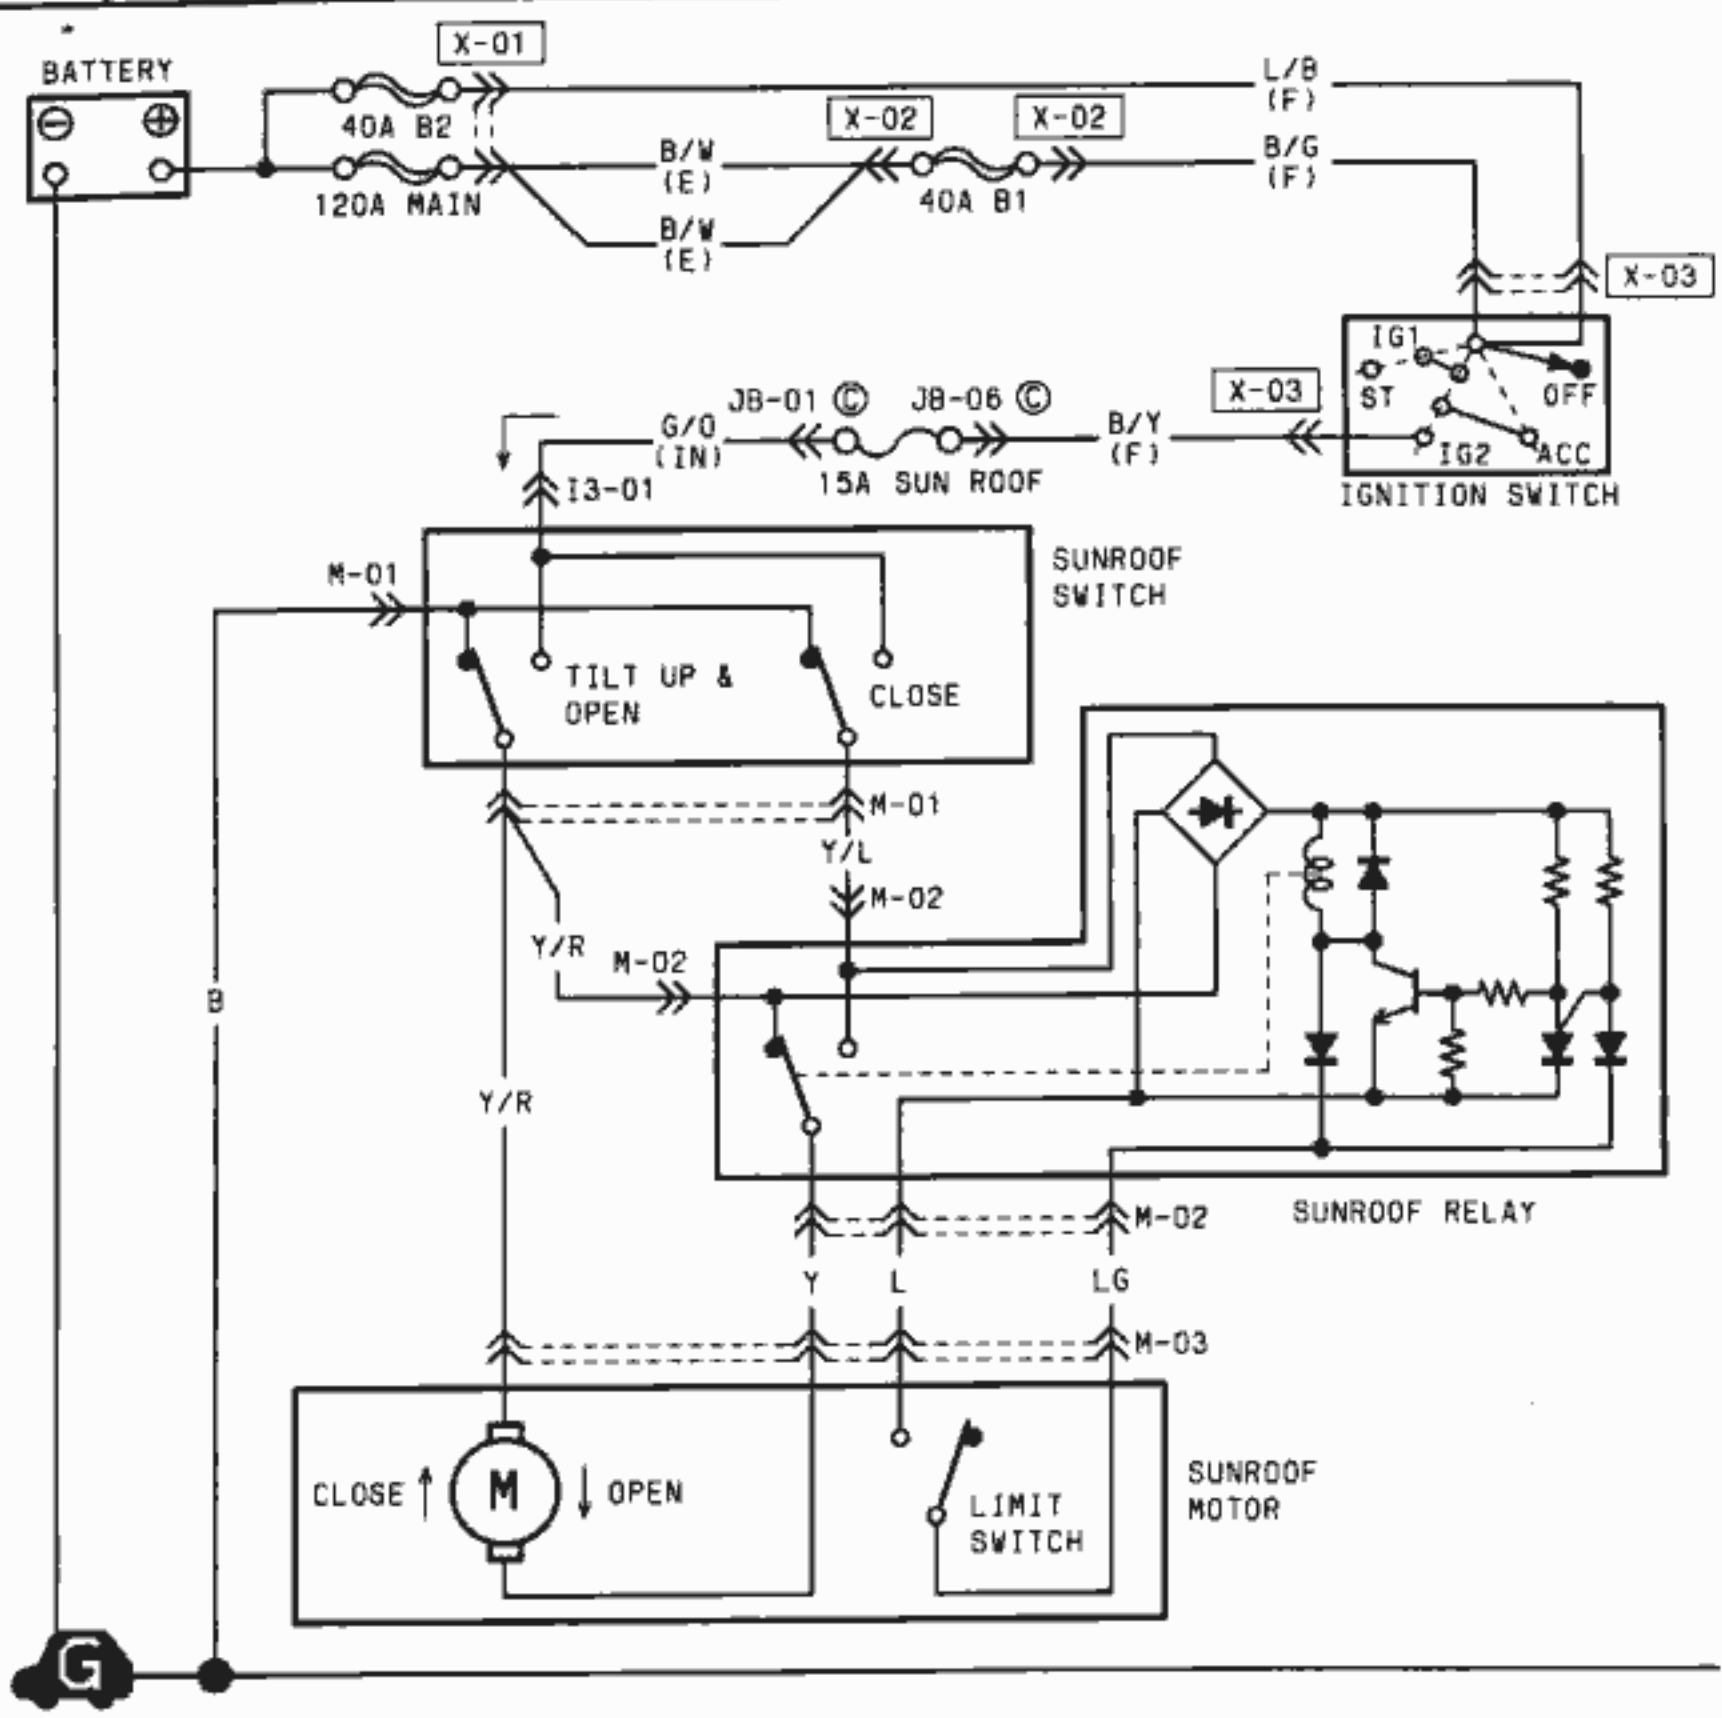 X-01
BATTERY
L/B
(F)
40A B2
X-02
X-02
B/W
(E)
B/G
(F)
120A MAIN
40A B1
B/W
(E)
X-03
IG1
ST
OFF
IG2
ACC
IGNITION SWITCH
X-03
JB-01 ©
JB-06 ©
G/O
(IN)
B/Y
(F)
15A SUN ROOF
I3-01
SUNROOF
SWITCH
M-01
TILT UP &
OPEN
CLOSE
M-01
Y/L
M-02
Y/R
M-02
B
Y/R
SUNROOF RELAY
M-02
Y
L
LG
M-03
CLOSE
M
OPEN
LIMIT
SWITCH
SUNROOF
MOTOR
G